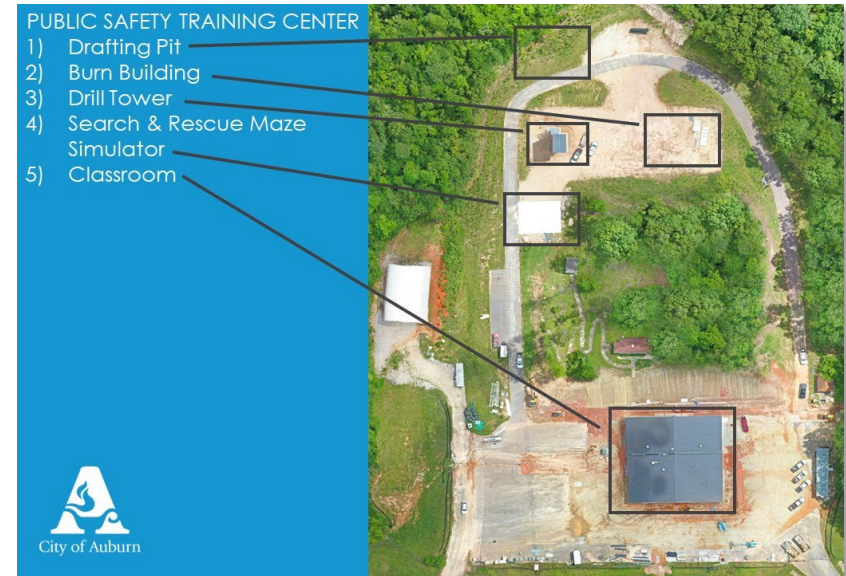 PUBLIC SAFETY TRAINING CENTER
1) Drafting Pit
2) Burn Building
3) Drill Tower
4) Search & Rescue Maze
Simulator
5) Classroom
A
City of Auburn